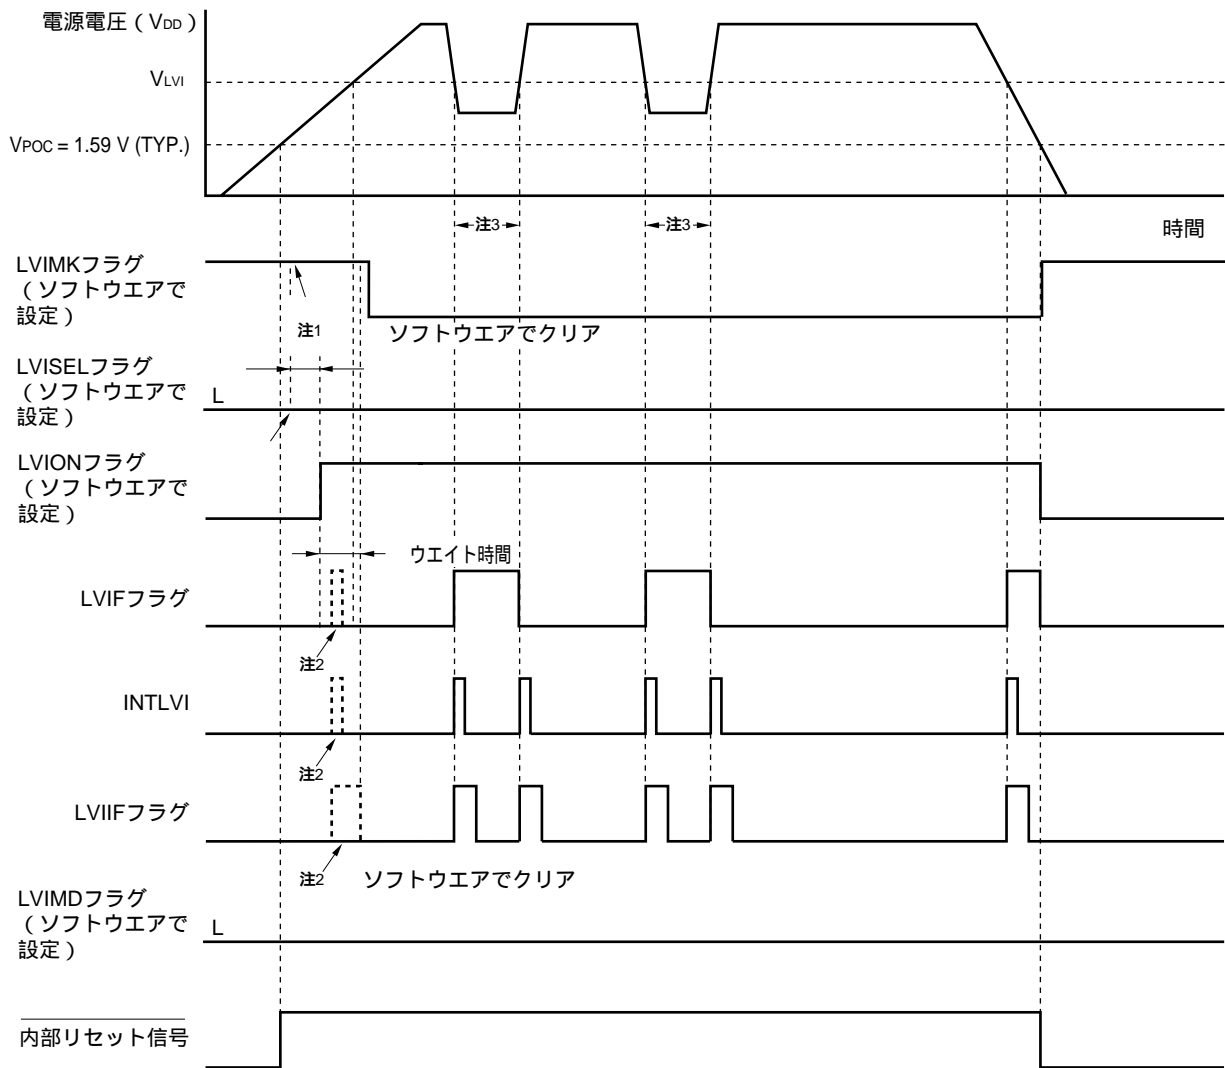 電源電圧（VDD）
VLVI
VPOC = 1.59 V (TYP.)
注3
注3
時間
LVIMKフラグ
（ソフトウエアで
設定）
注1
ソフトウエアでクリア
LVISELフラグ
（ソフトウエアで
設定）
L
LVIONフラグ
（ソフトウエアで
設定）
ウエイト時間
LVIFフラグ
注2
INTLVI
注2
LVIIFフラグ
注2
ソフトウエアでクリア
LVIMDフラグ
（ソフトウエアで
設定）
L
内部リセット信号